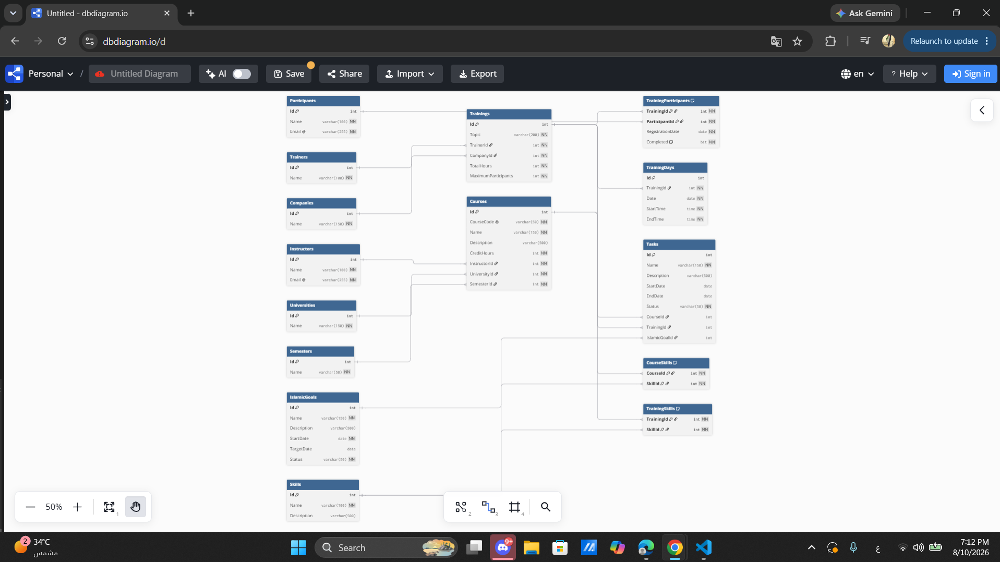 Untitled - dbdiagram.io
Ask Gemini
dbdiagram.io/d
Relaunch to update
Personal
/
Untitled Diagram
AI
Save
Share
Import
Export
en
? Help
Sign in
Participants
Id int
Name varchar(100) NN
Email varchar(255) NN
Trainers
Id int
Name varchar(100) NN
Companies
Id int
Name varchar(150) NN
Instructors
Id int
Name varchar(100) NN
Email varchar(255) NN
Universities
Id int
Name varchar(150) NN
Semesters
Id int
Name varchar(50) NN
IslamicGoals
Id int
Name varchar(150) NN
Description varchar(500)
StartDate date NN
TargetDate date
Status varchar(50) NN
Skills
Id int
Name varchar(100) NN
Description varchar(500)
Trainings
Id int
Topic varchar(200) NN
TrainerId int NN
CompanyId int NN
TotalHours int NN
MaximumParticipants int NN
Courses
Id int
CourseCode varchar(50) NN
Name varchar(150) NN
Description varchar(500)
CreditHours int NN
InstructorId int NN
UniversityId int NN
SemesterId int NN
TrainingParticipants
TrainingId int NN
ParticipantId int NN
RegistrationDate date NN
Completed bit NN
TrainingDays
Id int
TrainingId int NN
Date date NN
StartTime time NN
EndTime time NN
Tasks
Id int
Name varchar(150) NN
Description varchar(500)
StartDate date
EndDate date
Status varchar(50) NN
CourseId int
TrainingId int
IslamicGoalId int
CourseSkills
CourseId int NN
SkillId int NN
TrainingSkills
TrainingId int NN
SkillId int NN
50%
1
2
3
4
2
34°C
مشمس
Search
9+
ع
7:12 PM
8/10/2026